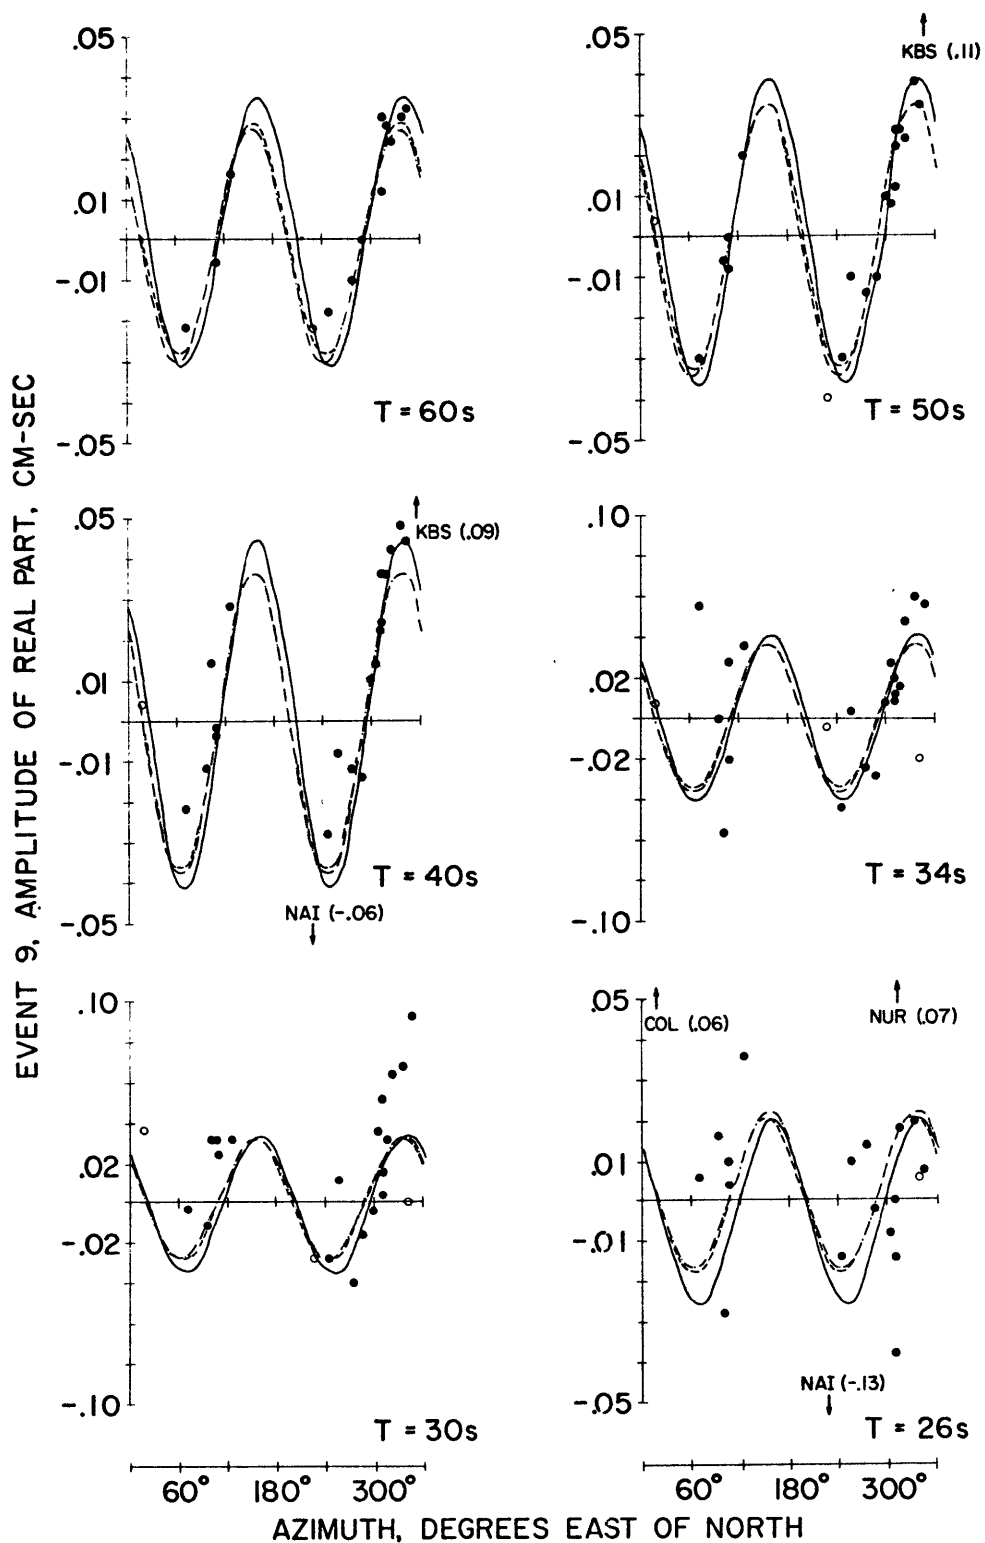 EVENT 9, AMPLITUDE OF REAL PART, CM-SEC
.05
.01
-.01
-.05
T = 60s
.05
.01
-.01
-.05
KBS (.11)
T = 50s
.05
.01
-.01
-.05
KBS (.09)
NAI (-.06)
T = 40s
.10
.02
-.02
-.10
T = 34s
.10
.02
-.02
-.10
T = 30s
.05
.01
-.01
-.05
COL (.06)
NUR (.07)
NAI (-.13)
T = 26s
60° 180° 300°
60° 180° 300°
AZIMUTH, DEGREES EAST OF NORTH